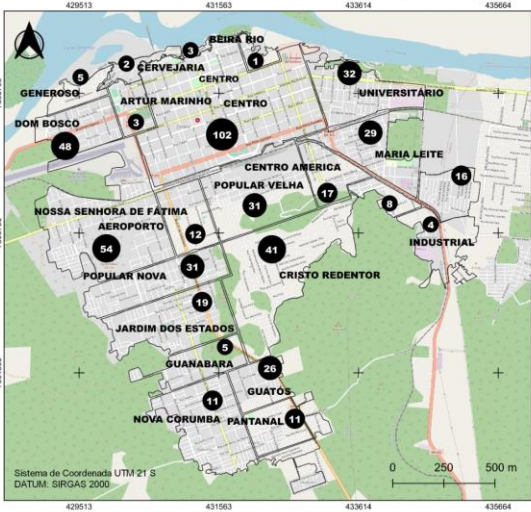 429513 431563 433614 435664
BEIRA RIO
3
2
CERVEJARIA
1
5
CENTRO
32
GENEROSO
ARTUR MARINHO
CENTRO
UNIVERSITÁRIO
DOM BOSCO
3
102
29
48
MARIA LEITE
CENTRO AMERICA
16
POPULAR VELHA
17
NOSSA SENHORA DE FÁTIMA
31
8
AEROPORTO
12
4
54
41
INDUSTRIAL
POPULAR NOVA
31
CRISTO REDENTOR
19
JARDIM DOS ESTADOS
5
GUANABARA
26
GUATÓS
11
NOVA CORUMBA
PANTANAL
11
Sistema de Coordenada UTM 21 S
DATUM: SIRGAS 2000
0 250 500 m
429513 431563 433614 435664